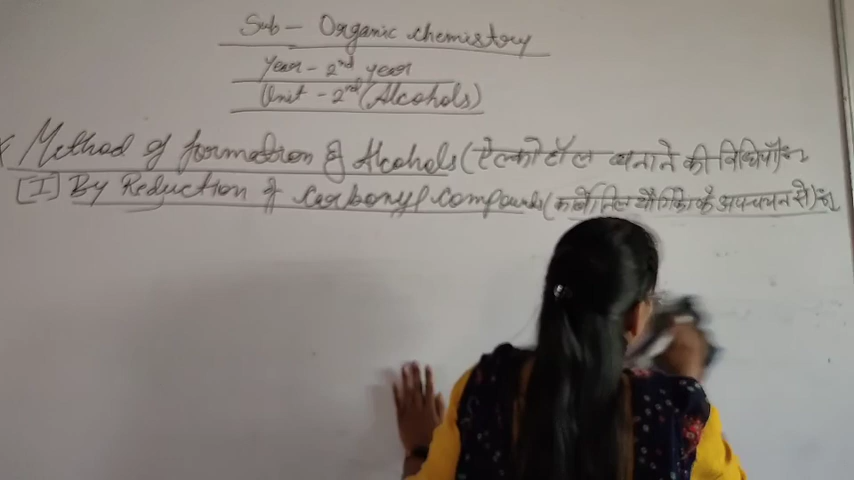 Sub - Organic chemistry
Year - 2nd year
Unit - 2nd (Alcohols)
* Method of formation of Alcohols (ऐल्कोहॉल बनाने की विधियाँ):-
[I] By Reduction of carbonyl compounds (कार्बोनिल यौगिकों के अपचयन से):-